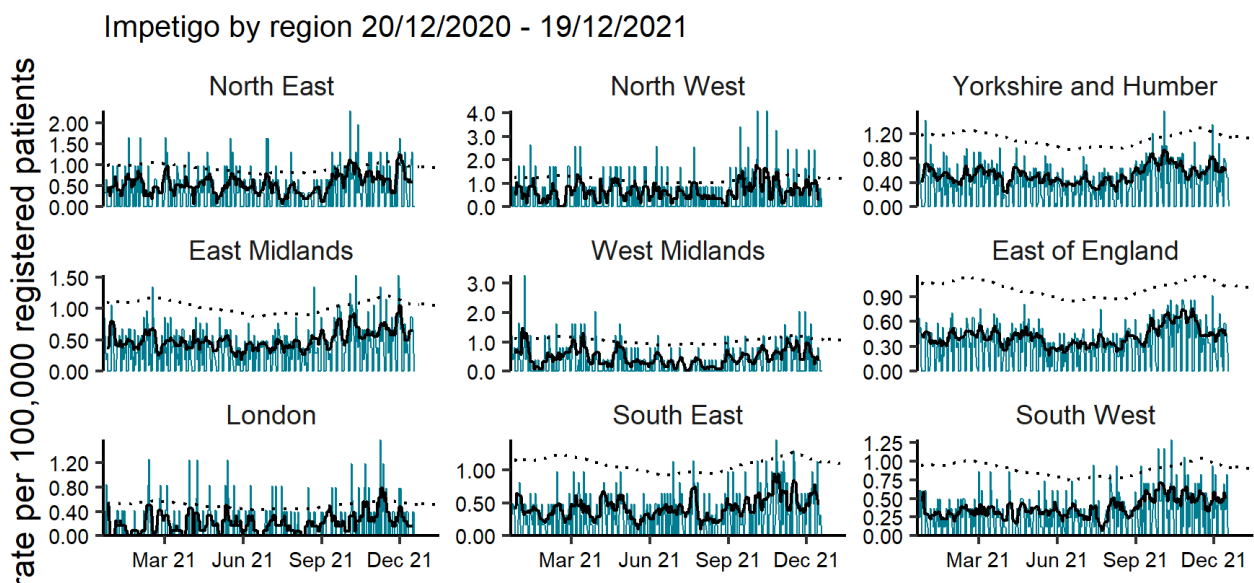 Impetigo by region 20/12/2020 - 19/12/2021
rate per 100,000 registered patients
North East
2.00
1.50
1.00
0.50
0.00
North West
4.0
3.0
2.0
1.0
0.0
Yorkshire and Humber
1.20
0.80
0.40
0.00
East Midlands
1.50
1.00
0.50
0.00
West Midlands
3.0
2.0
1.0
0.0
East of England
0.90
0.60
0.30
0.00
London
1.20
0.80
0.40
0.00
South East
1.00
0.50
0.00
South West
1.25
1.00
0.75
0.50
0.25
0.00
Mar 21 Jun 21 Sep 21 Dec 21
Mar 21 Jun 21 Sep 21 Dec 21
Mar 21 Jun 21 Sep 21 Dec 21